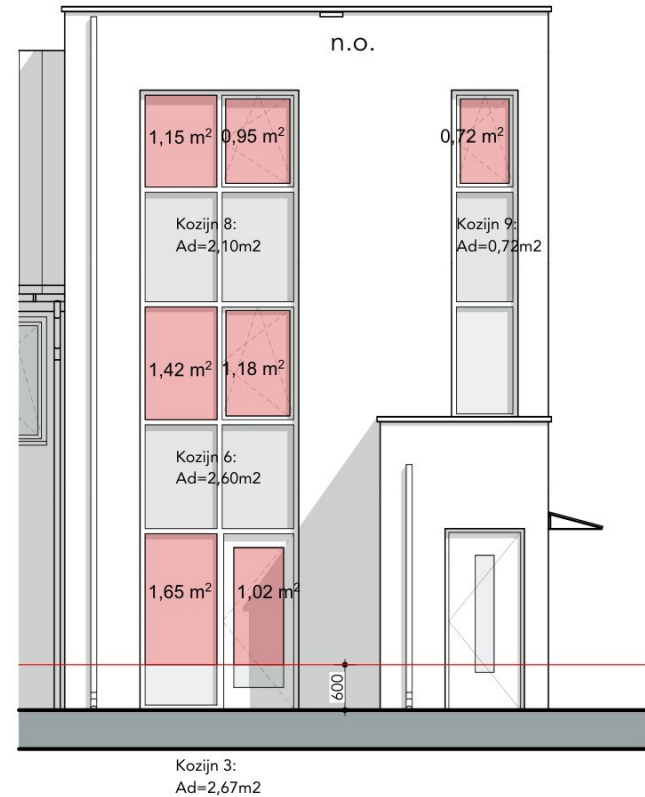 n.o.
1,15 m²
0,95 m²
0,72 m²
Kozijn 8:
Ad=2,10m2
Kozijn 9:
Ad=0,72m2
1,42 m²
1,18 m²
Kozijn 6:
Ad=2,60m2
1,65 m²
1,02 m²
600
Kozijn 3:
Ad=2,67m2